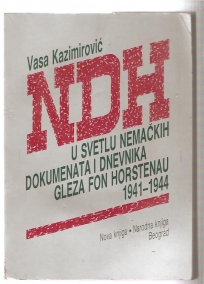 Vasa Kazimirović
NDH
U SVETLU NEMAČKIH
DOKUMENATA I DNEVNIKA
GLEZA FON HORSTENAU
1941–1944
Nova knjiga • Narodna knjiga
Beograd